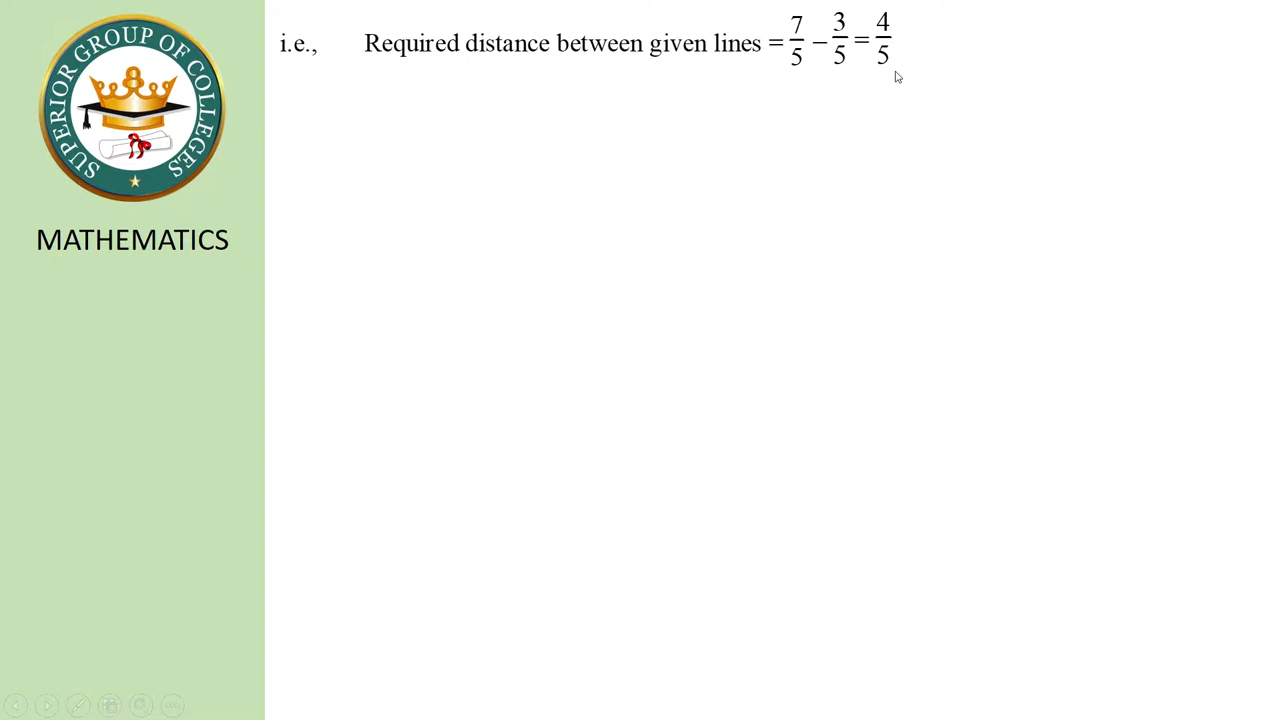 SUPERIOR GROUP OF COLLEGES
MATHEMATICS
i.e., Required distance between given lines = 7/5 − 3/5 = 4/5